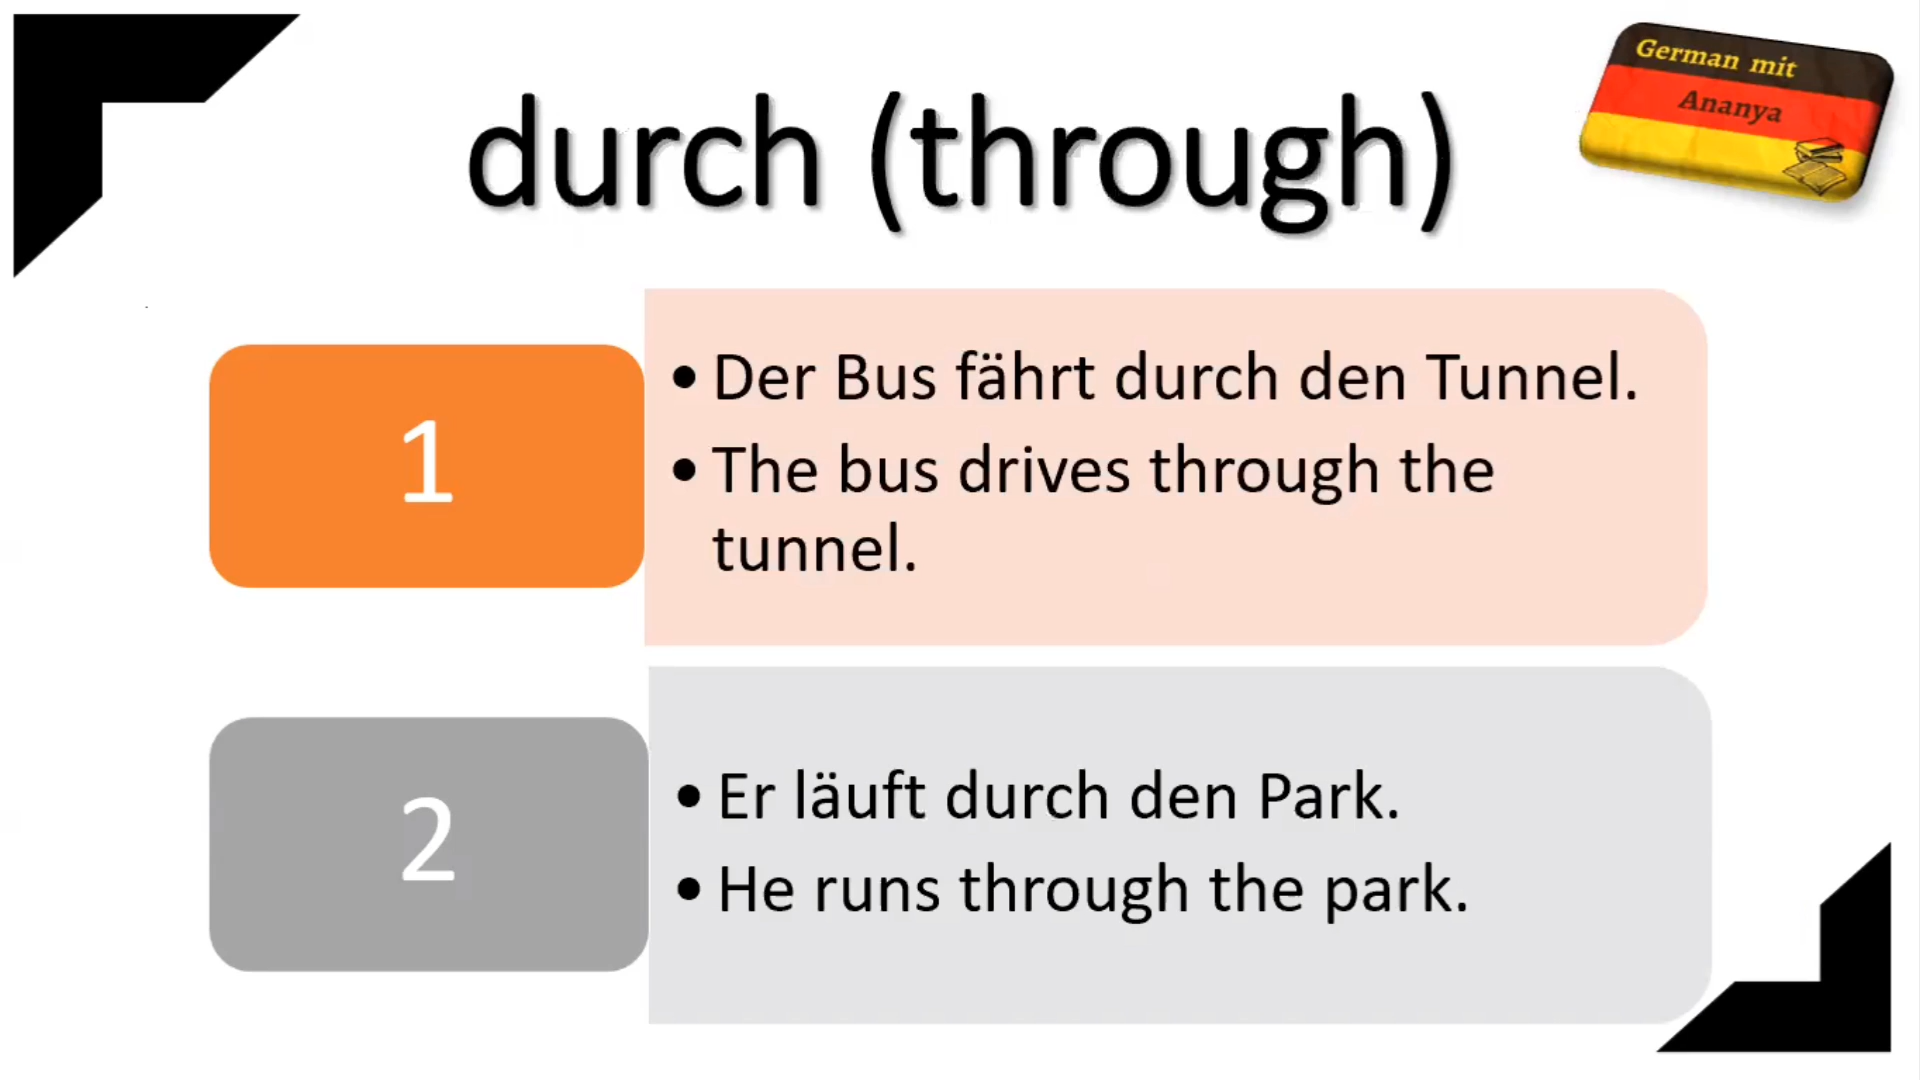 German mit
Ananya
durch (through)
1
• Der Bus fährt durch den Tunnel.
• The bus drives through the
tunnel.
2
• Er läuft durch den Park.
• He runs through the park.